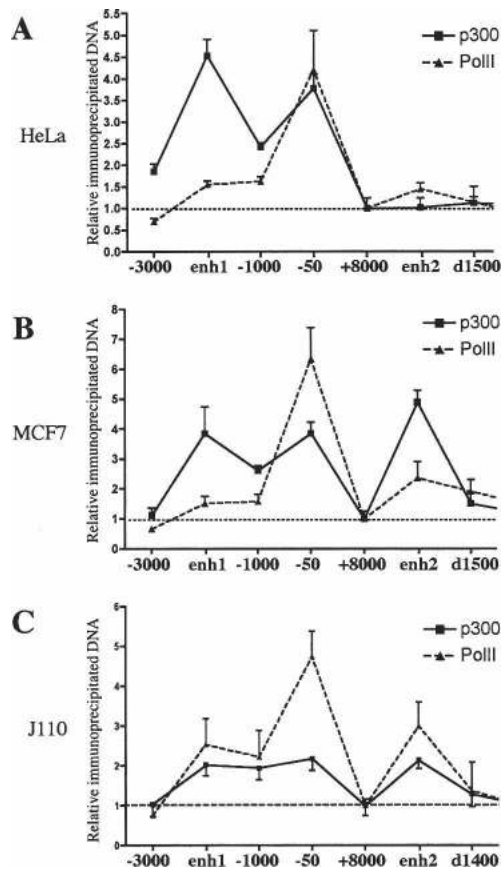 A
HeLa
Relative immunoprecipitated DNA
5.5
5.0
4.5
4.0
3.5
3.0
2.5
2.0
1.5
1.0
0.5
0.0
p300
PolII
-3000 enh1 -1000 -50 +8000 enh2 d1500
B
MCF7
Relative immunoprecipitated DNA
8
7
6
5
4
3
2
1
0
p300
PolII
-3000 enh1 -1000 -50 +8000 enh2 d1500
C
J110
Relative immunoprecipitated DNA
6
5
4
3
2
1
0
p300
PolII
-3000 enh1 -1000 -50 +8000 enh2 d1400